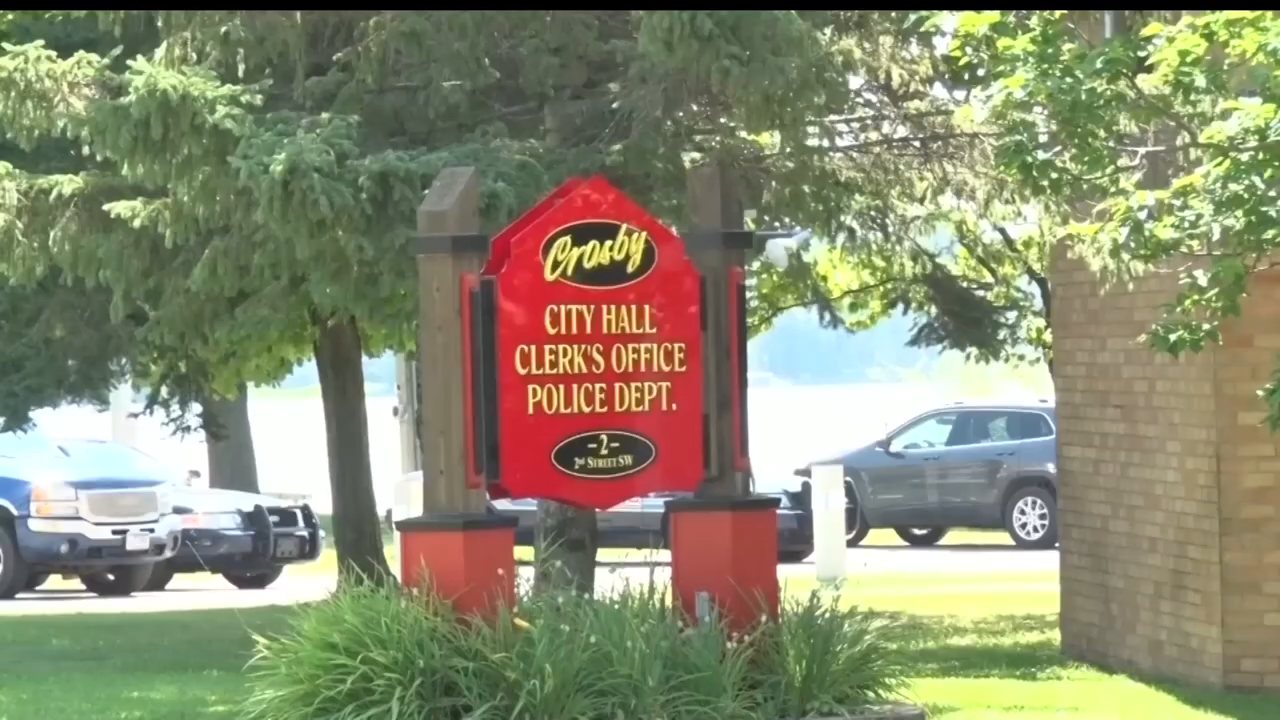 Crosby
CITY HALL
CLERK'S OFFICE
POLICE DEPT.
-2-
2nd STREET SW